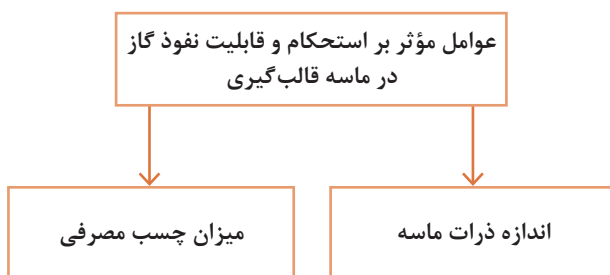 عوامل مؤثر بر استحکام و قابلیت نفوذ گاز
در ماسه قالب‌گیری
اندازه ذرات ماسه
میزان چسب مصرفی